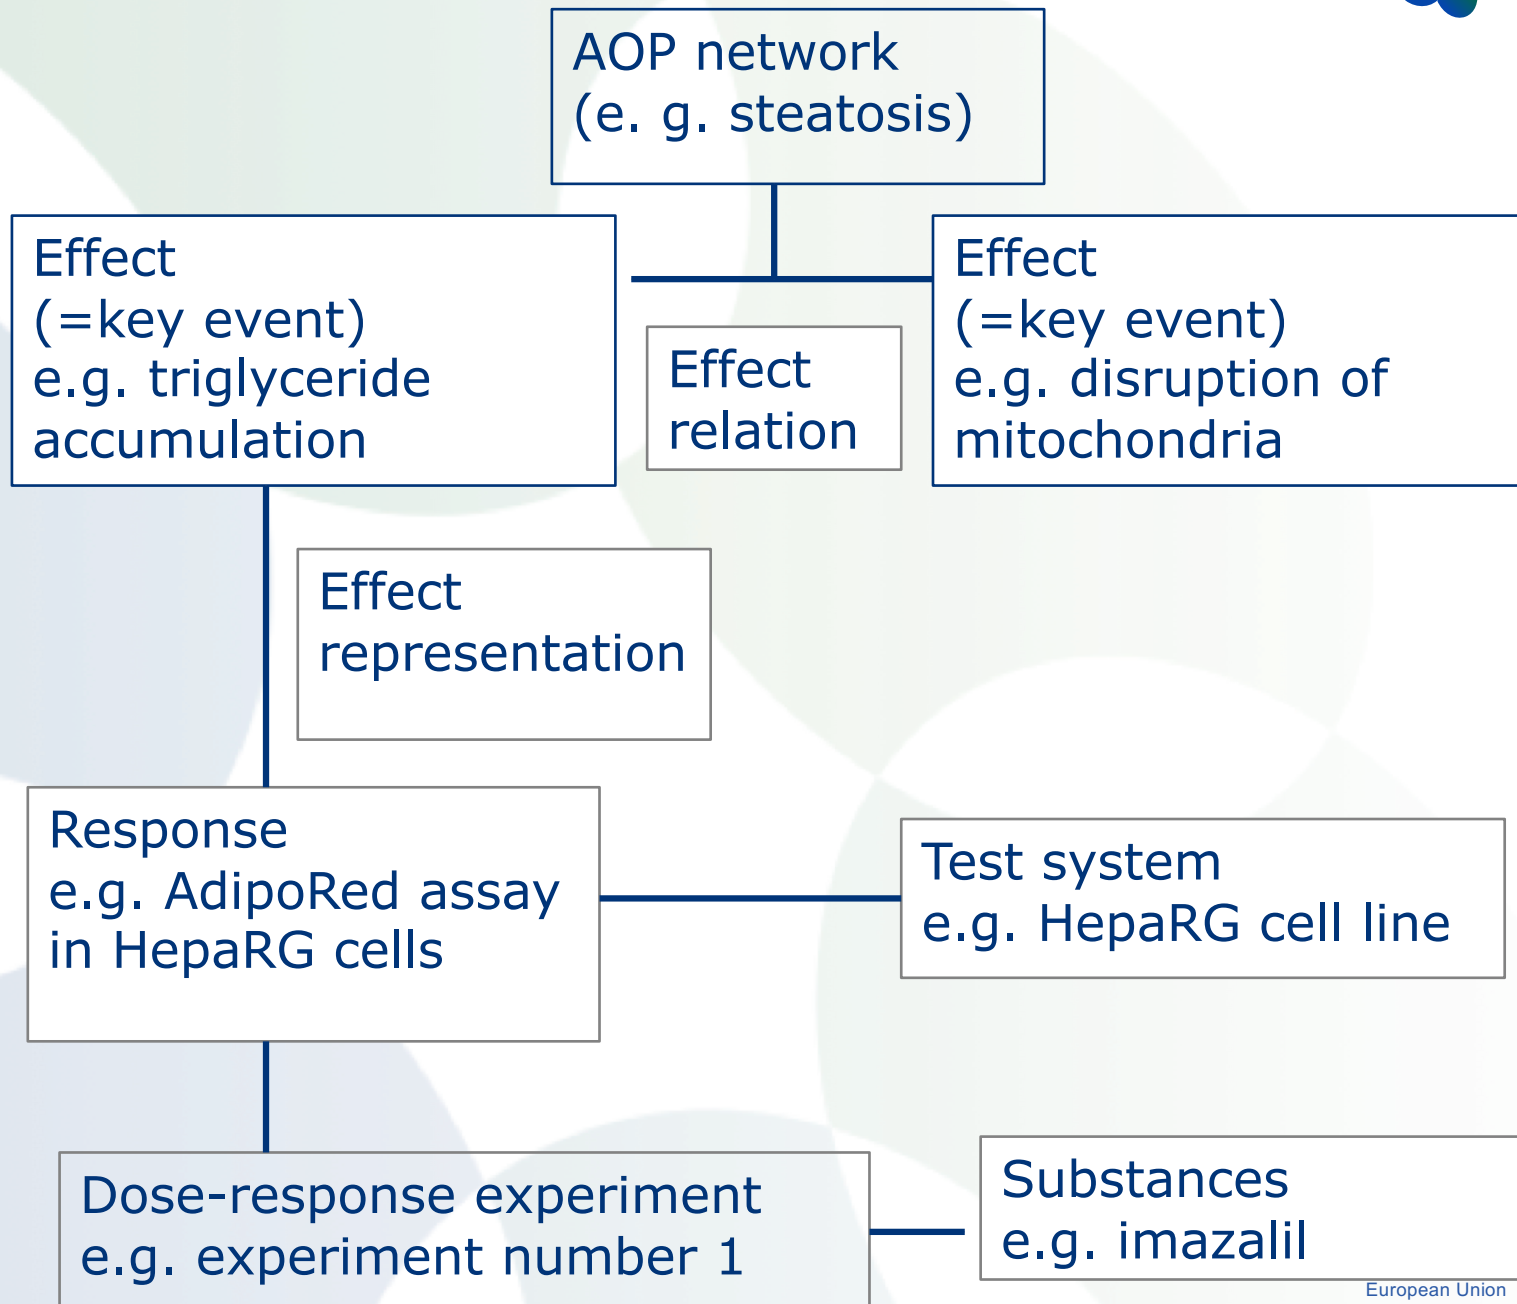 AOP network
(e. g. steatosis)
Effect
(=key event)
e.g. triglyceride
accumulation
Effect
relation
Effect
(=key event)
e.g. disruption of
mitochondria
Effect
representation
Response
e.g. AdipoRed assay
in HepaRG cells
Test system
e.g. HepaRG cell line
Dose-response experiment
e.g. experiment number 1
Substances
e.g. imazalil
European Union